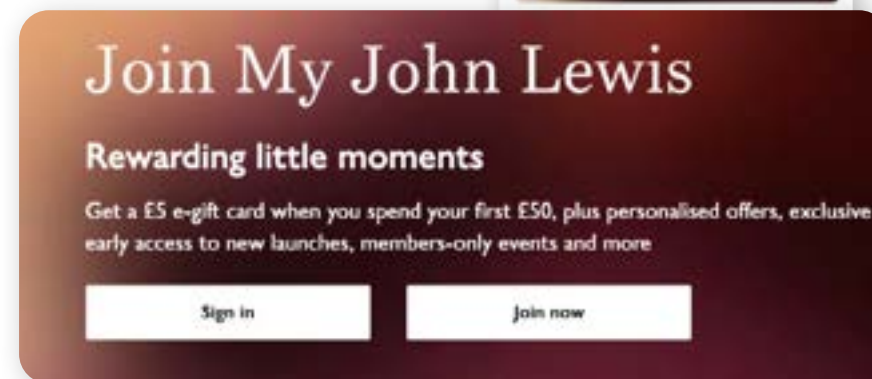 Join My John Lewis
Rewarding little moments
Get a £5 e-gift card when you spend your first £50, plus personalised offers, exclusive
early access to new launches, members-only events and more
Sign in
Join now